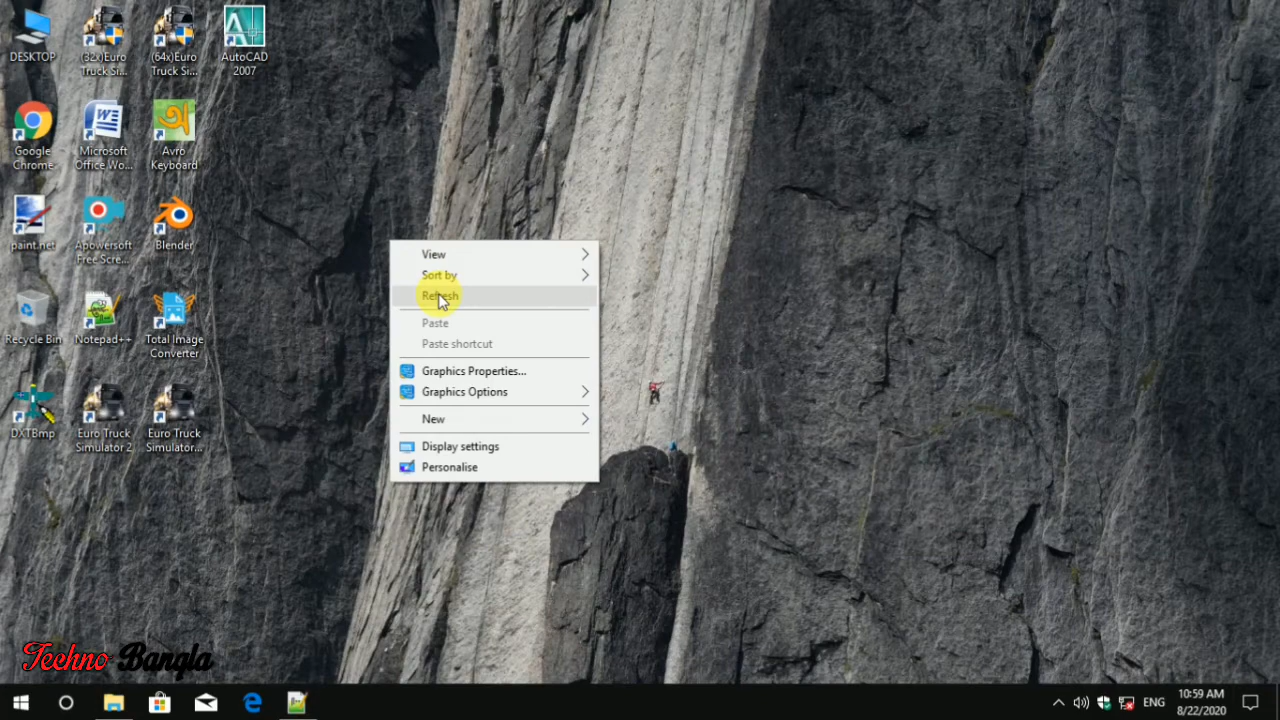 DESKTOP
(32x)Euro
Truck Si...
(64x)Euro
Truck Si...
AutoCAD
2007
Google
Chrome
Microsoft
Office Wo...
Avro
Keyboard
paint.net
Apowersoft
Free Scre...
Blender
Recycle Bin
Notepad++
Total Image
Converter
DXTBmp
Euro Truck
Simulator 2
Euro Truck
Simulator...
View
Sort by
Refresh
Paste
Paste shortcut
Graphics Properties...
Graphics Options
New
Display settings
Personalise
Techno Bangla
ENG
10:59 AM
8/22/2020